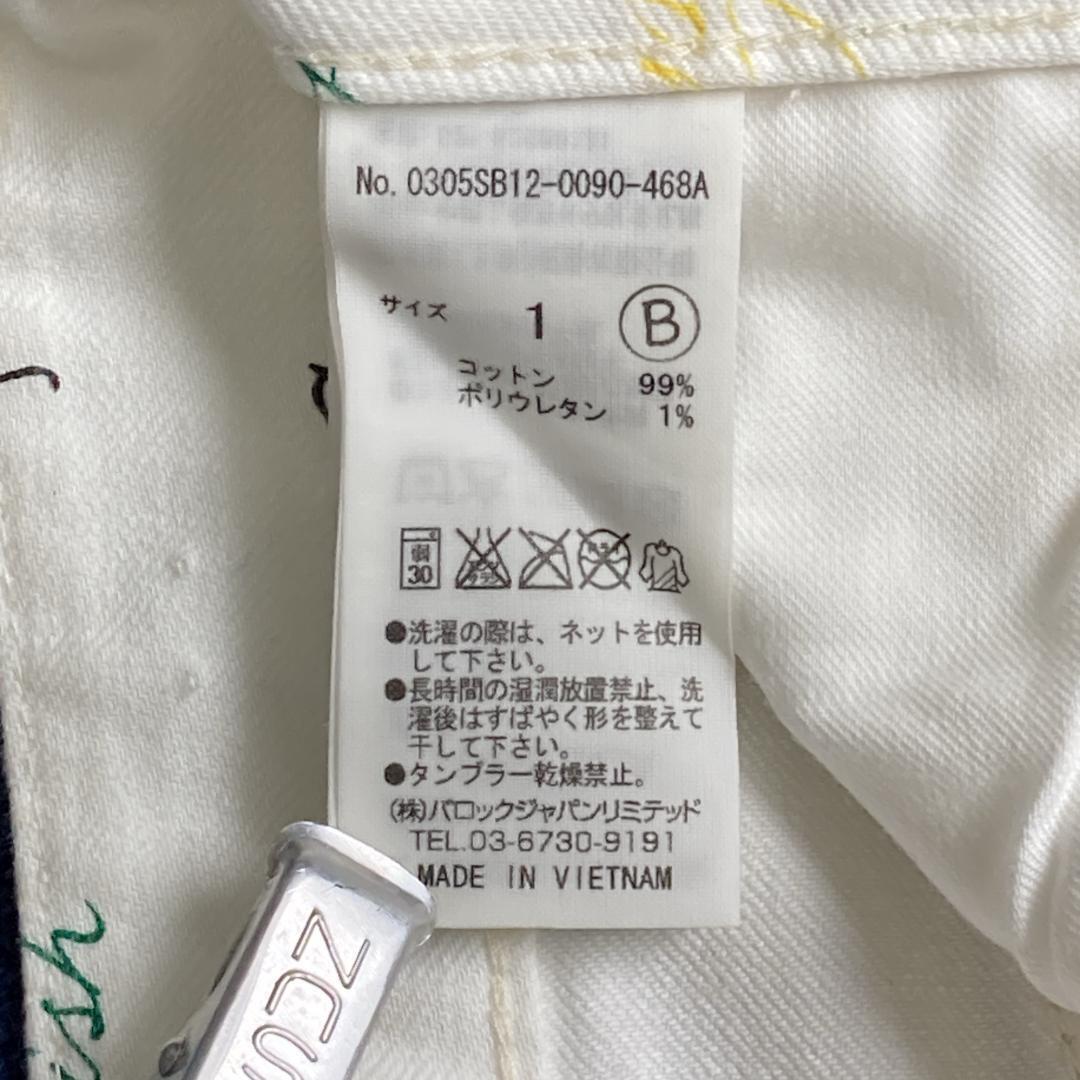 No. 0305SB12-0090-468A
サイズ 1 B
コットン 99%
ポリウレタン 1%
弱
30
●洗濯の際は、ネットを使用
して下さい。
●長時間の湿潤放置禁止、洗
濯後はすばやく形を整えて
干して下さい。
●タンブラー乾燥禁止。
(株)バロックジャパンリミテッド
TEL.03-6730-9191
MADE IN VIETNAM
ish